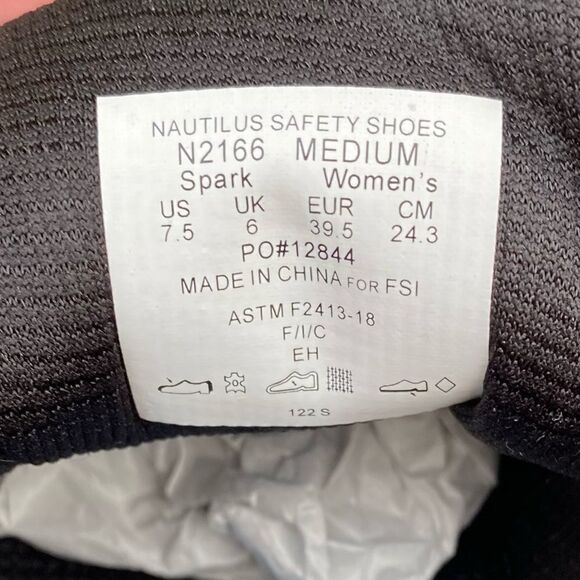 NAUTILUS SAFETY SHOES
N2166 MEDIUM
Spark Women's
US UK EUR CM
7.5 6 39.5 24.3
PO#12844
MADE IN CHINA FOR FSI
ASTM F2413-18
F/I/C
EH
122 S